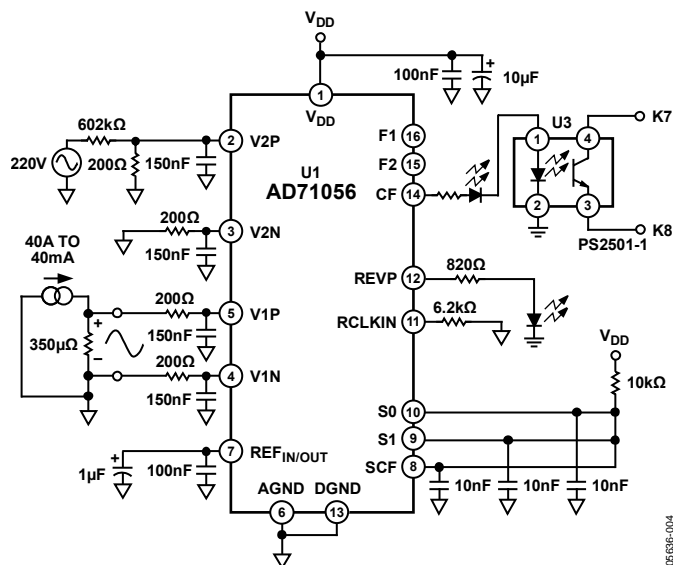 VDD
100nF
10µF
+
1
VDD
602kΩ
220V
200Ω
150nF
2
V2P
U1
AD71056
F1
16
F2
15
CF
14
U3
1
4
K7
2
3
K8
PS2501-1
200Ω
3
V2N
150nF
40A TO
40mA
200Ω
5
V1P
+
350µΩ
−
150nF
200Ω
4
V1N
150nF
REVP
12
820Ω
RCLKIN
11
6.2kΩ
VDD
10kΩ
S0
10
S1
9
SCF
8
10nF
10nF
10nF
7
REFIN/OUT
+
1µF
100nF
AGND
DGND
6
13
05636-004